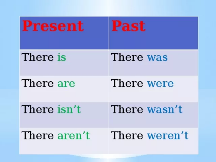 Present Past
There is There was
There are There were
There isn't There wasn't
There aren't There weren't